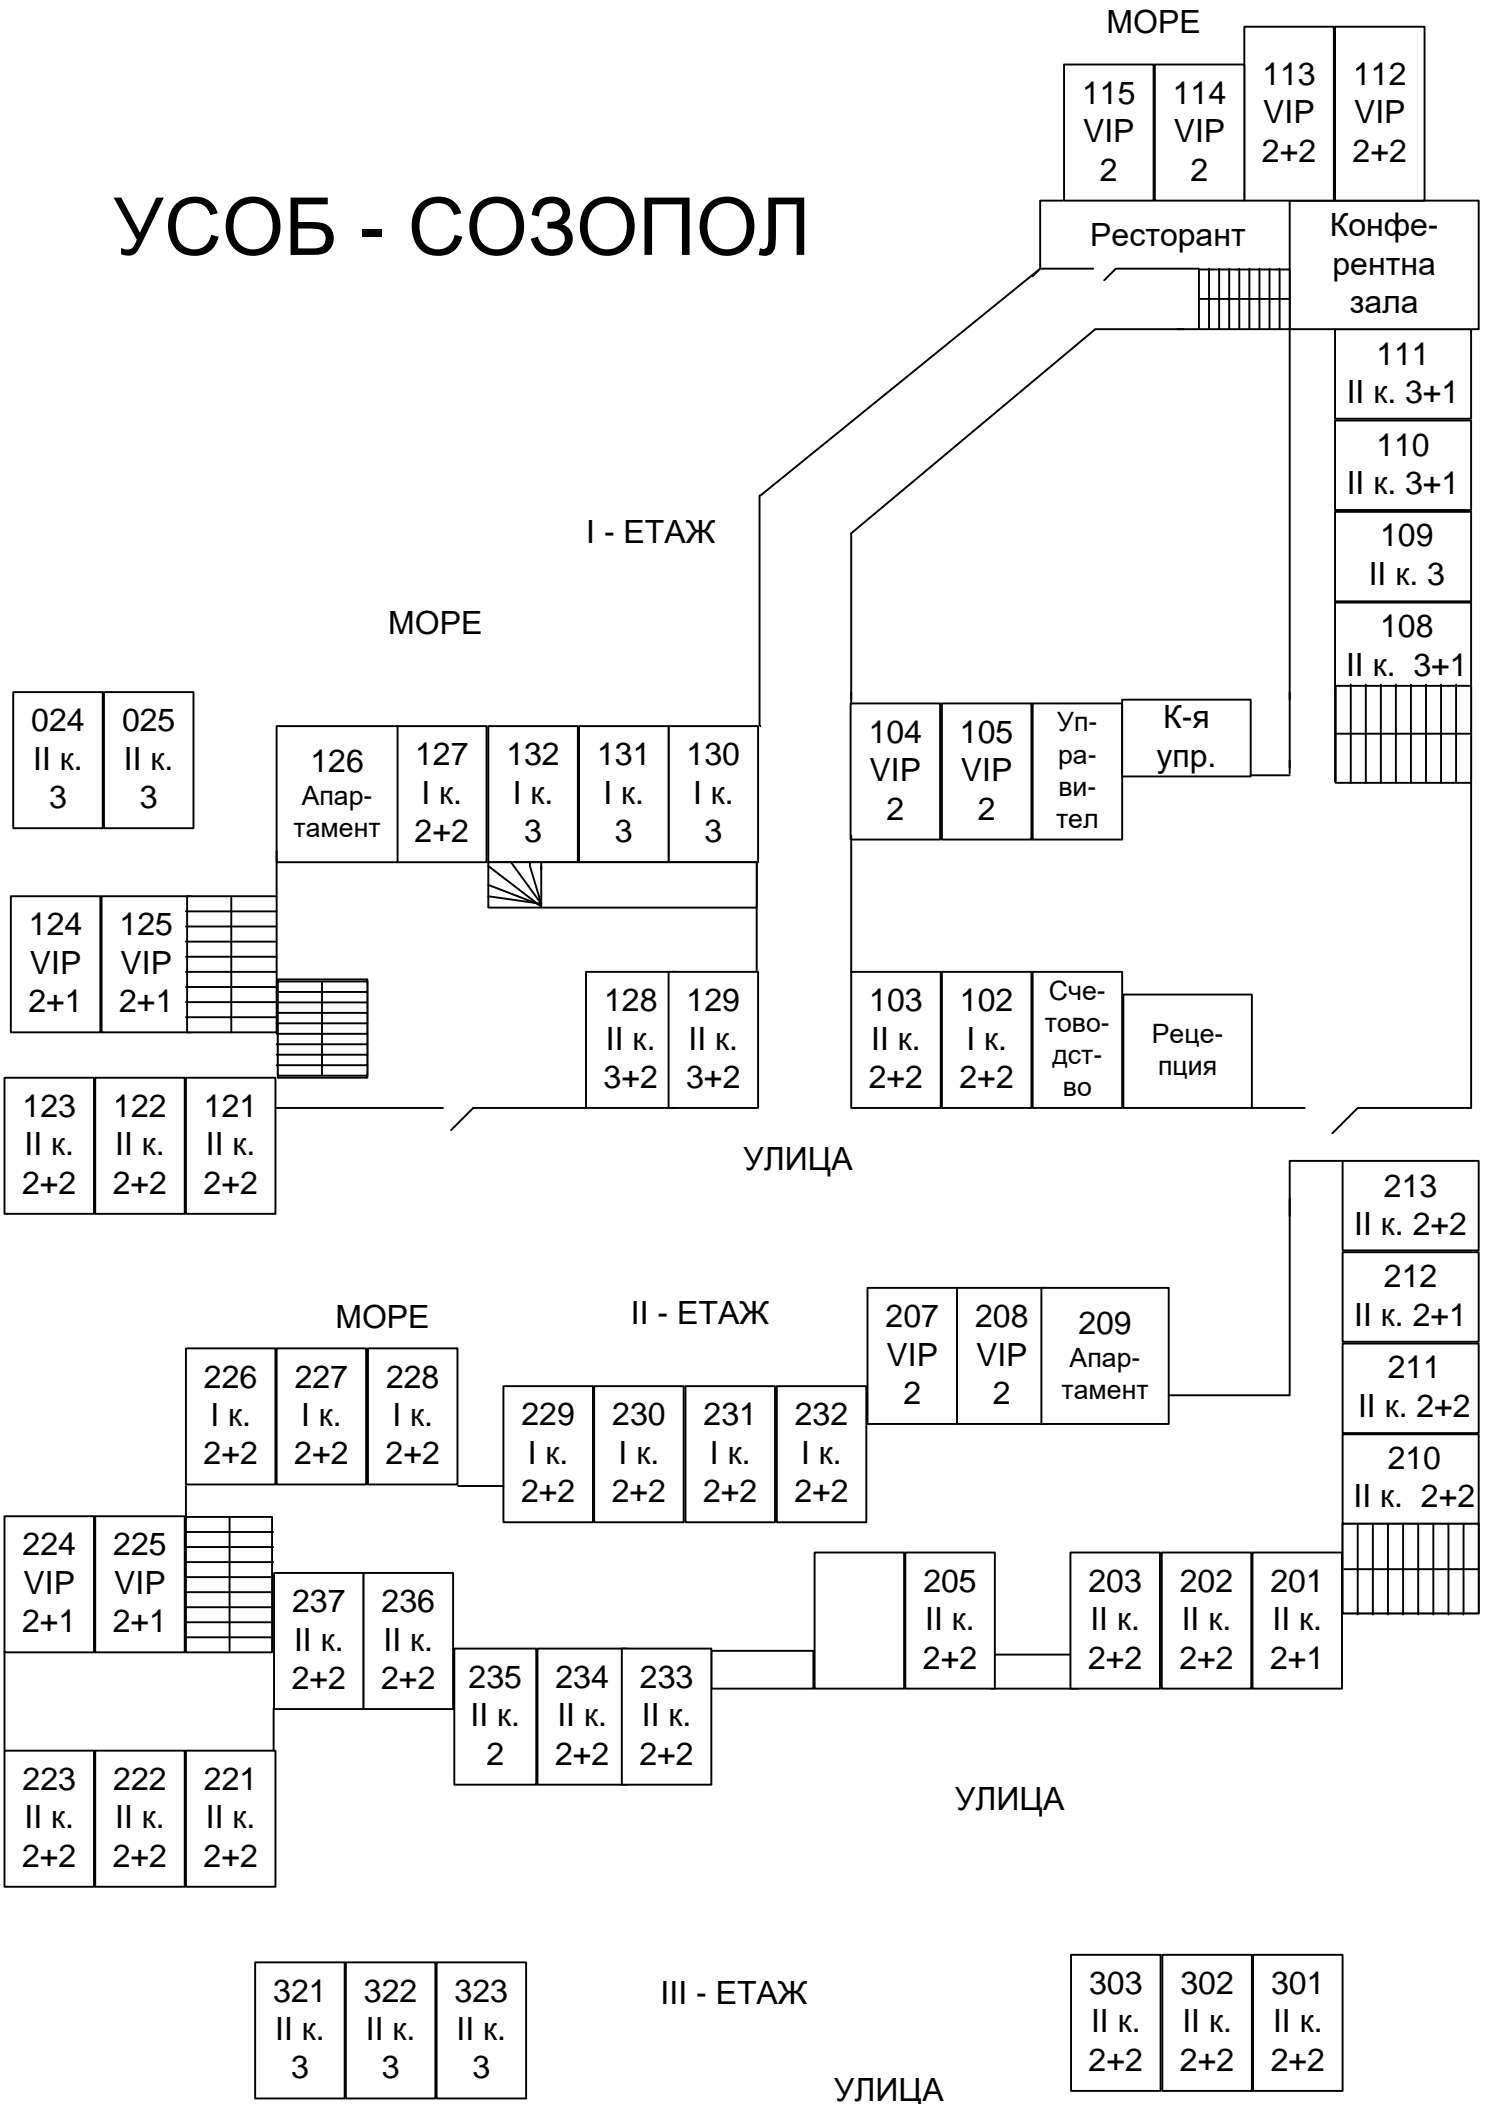 МОРЕ
115
VIP
2
114
VIP
2
113
VIP
2+2
112
VIP
2+2
УСОБ - СОЗОПОЛ
Ресторант
Конфе-
рентна
зала
111
II к. 3+1
110
II к. 3+1
109
II к. 3
108
II к. 3+1
I - ЕТАЖ
МОРЕ
024
II к.
3
025
II к.
3
126
Апар-
тамент
127
I к.
2+2
132
I к.
3
131
I к.
3
130
I к.
3
104
VIP
2
105
VIP
2
Уп-
ра-
ви-
тел
К-я
упр.
124
VIP
2+1
125
VIP
2+1
128
II к.
3+2
129
II к.
3+2
103
II к.
2+2
102
I к.
2+2
Сче-
тово-
дст-
во
Реце-
пция
123
II к.
2+2
122
II к.
2+2
121
II к.
2+2
УЛИЦА
213
II к. 2+2
212
II к. 2+1
211
II к. 2+2
210
II к. 2+2
МОРЕ
II - ЕТАЖ
207
VIP
2
208
VIP
2
209
Апар-
тамент
226
I к.
2+2
227
I к.
2+2
228
I к.
2+2
229
I к.
2+2
230
I к.
2+2
231
I к.
2+2
232
I к.
2+2
224
VIP
2+1
225
VIP
2+1
237
II к.
2+2
236
II к.
2+2
235
II к.
2
234
II к.
2+2
233
II к.
2+2
205
II к.
2+2
203
II к.
2+2
202
II к.
2+2
201
II к.
2+1
223
II к.
2+2
222
II к.
2+2
221
II к.
2+2
УЛИЦА
321
II к.
3
322
II к.
3
323
II к.
3
III - ЕТАЖ
303
II к.
2+2
302
II к.
2+2
301
II к.
2+2
УЛИЦА